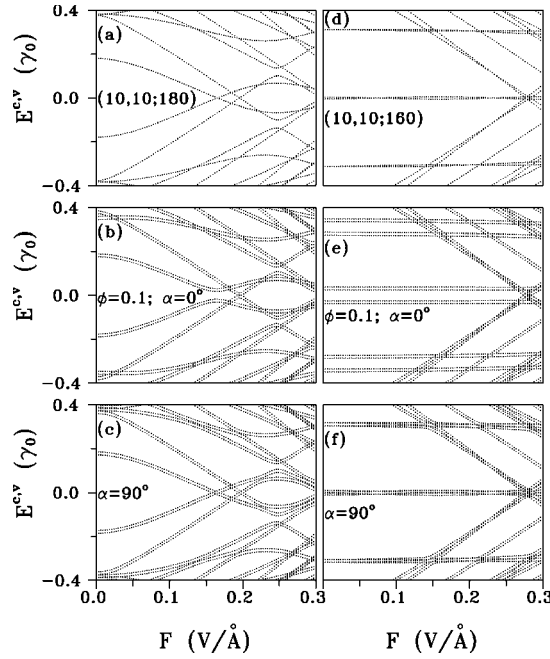 0.4
(a)
E^{c,v} (γ₀)
0.0
(10,10;180)
−0.4
(d)
(10,10;160)
0.4
(b)
E^{c,v} (γ₀)
0.0
ϕ=0.1; α=0°
−0.4
(e)
ϕ=0.1; α=0°
0.4
(c)
E^{c,v} (γ₀)
0.0
α=90°
−0.4
(f)
α=90°
0.0 0.1 0.2 0.3
0.1 0.2 0.3
F (V/Å)
F (V/Å)